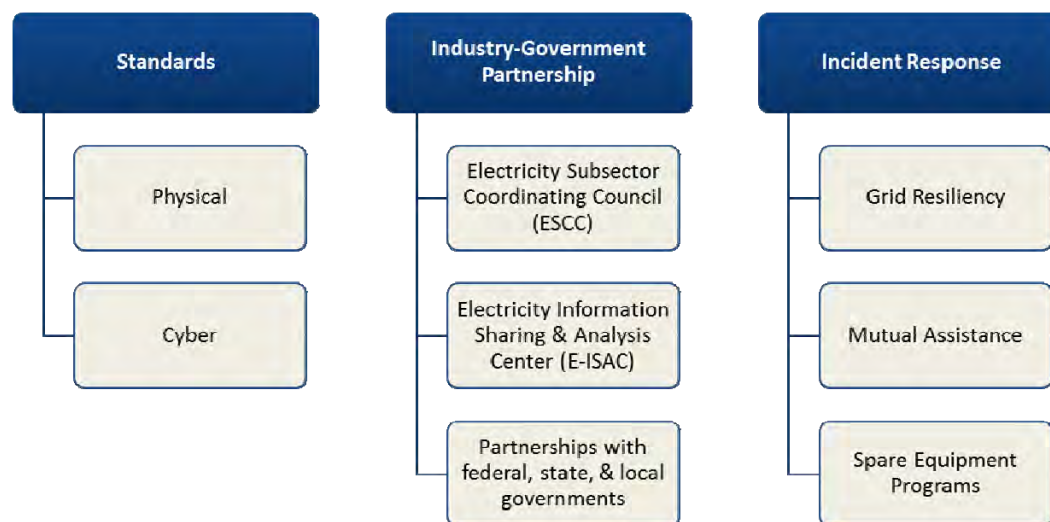 Standards
Physical
Cyber
Industry-Government
Partnership
Electricity Subsector
Coordinating Council
(ESCC)
Electricity Information
Sharing & Analysis
Center (E-ISAC)
Partnerships with
federal, state, & local
governments
Incident Response
Grid Resiliency
Mutual Assistance
Spare Equipment
Programs